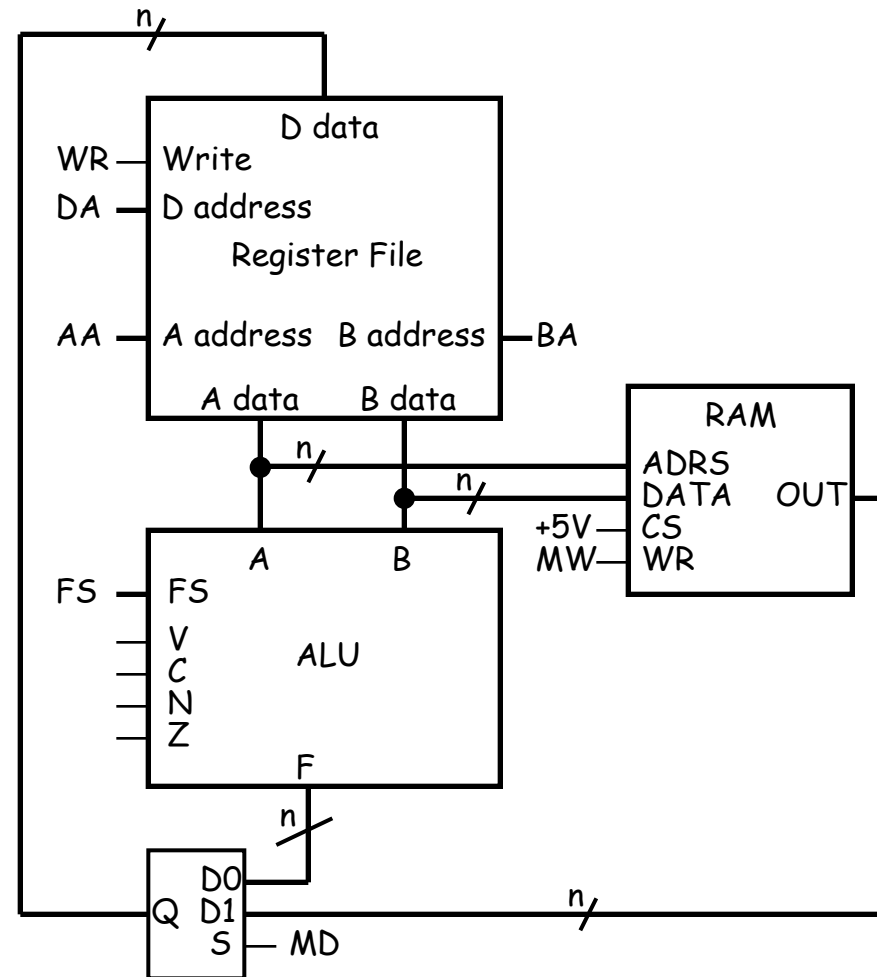 n
D data
WR Write
DA D address
Register File
AA A address B address BA
A data B data
RAM
n ADRS
n DATA OUT
+5V CS
MW WR
A B
FS FS
V
C
ALU
N
Z
F
n
D0
Q D1 n
S MD